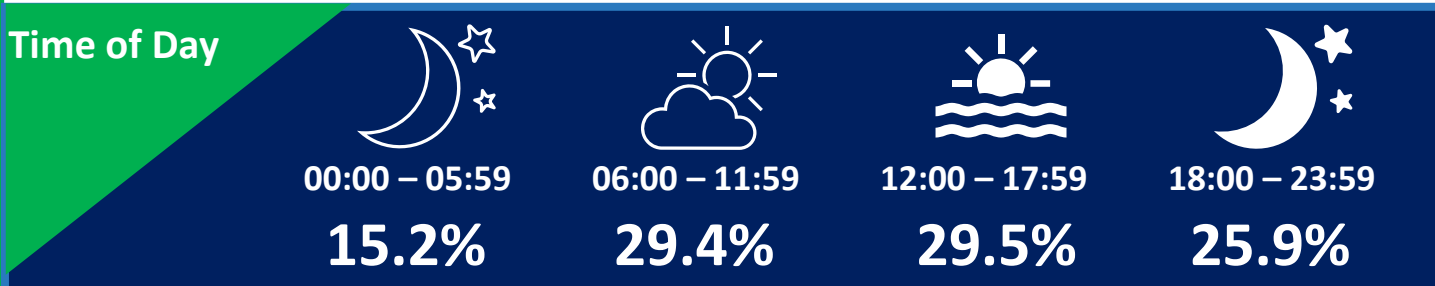 Time of Day
00:00 – 05:59
06:00 – 11:59
12:00 – 17:59
18:00 – 23:59
15.2%
29.4%
29.5%
25.9%